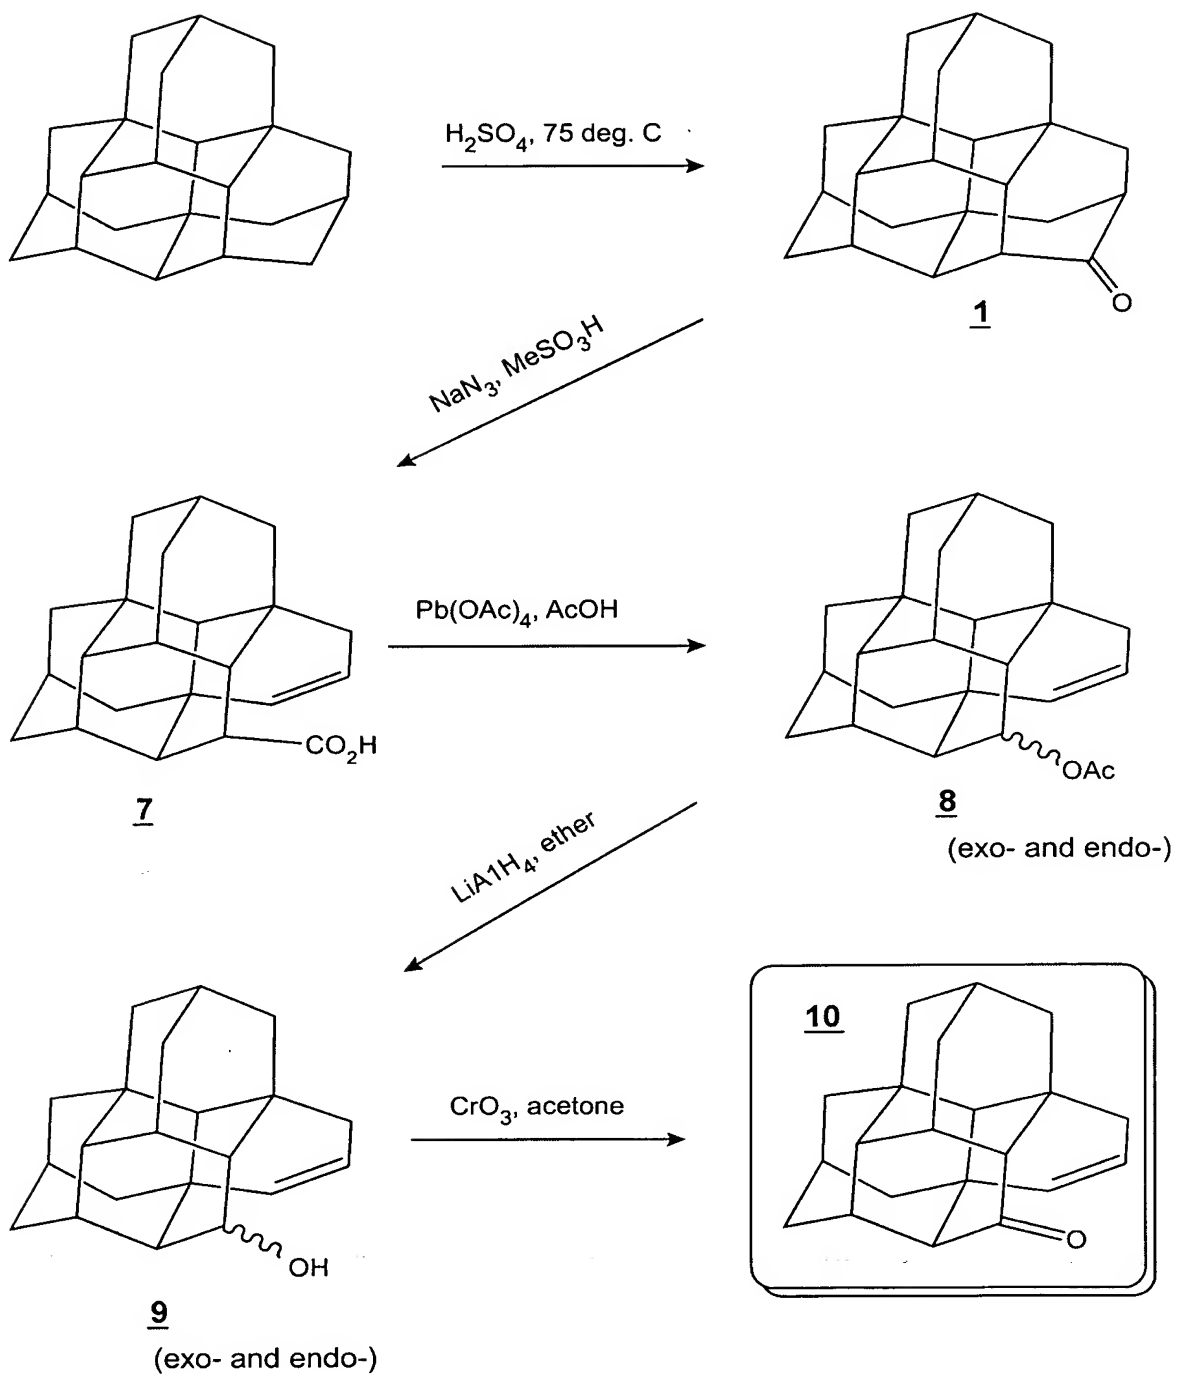 H₂SO₄, 75 deg. C
O
1
NaN₃, MeSO₃H
Pb(OAc)₄, AcOH
CO₂H
OAc
7
8
(exo- and endo-)
LiA1H₄, ether
10
CrO₃, acetone
O
OH
9
(exo- and endo-)